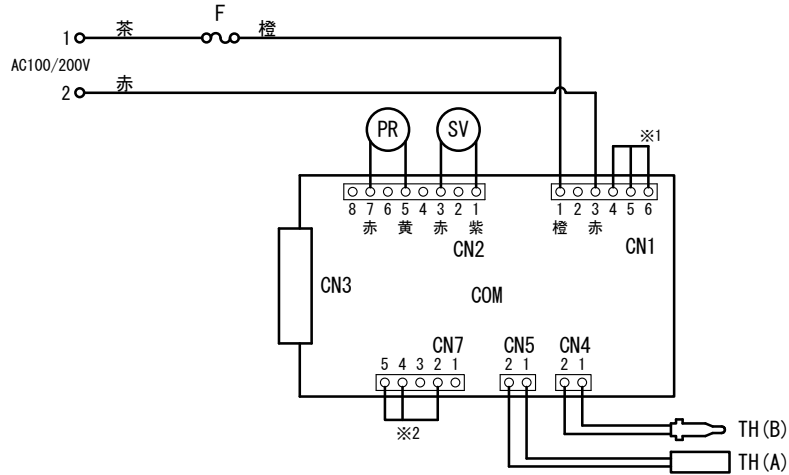 F
1 茶 橙
AC100/200V
2 赤
PR SV
※1
8 7 6 5 4 3 2 1
赤 黄 赤 紫
CN2
1 2 3 4 5 6
橙 赤
CN1
CN3
COM
CN7
5 4 3 2 1
CN5
2 1
CN4
2 1
※2
TH(B)
TH(A)